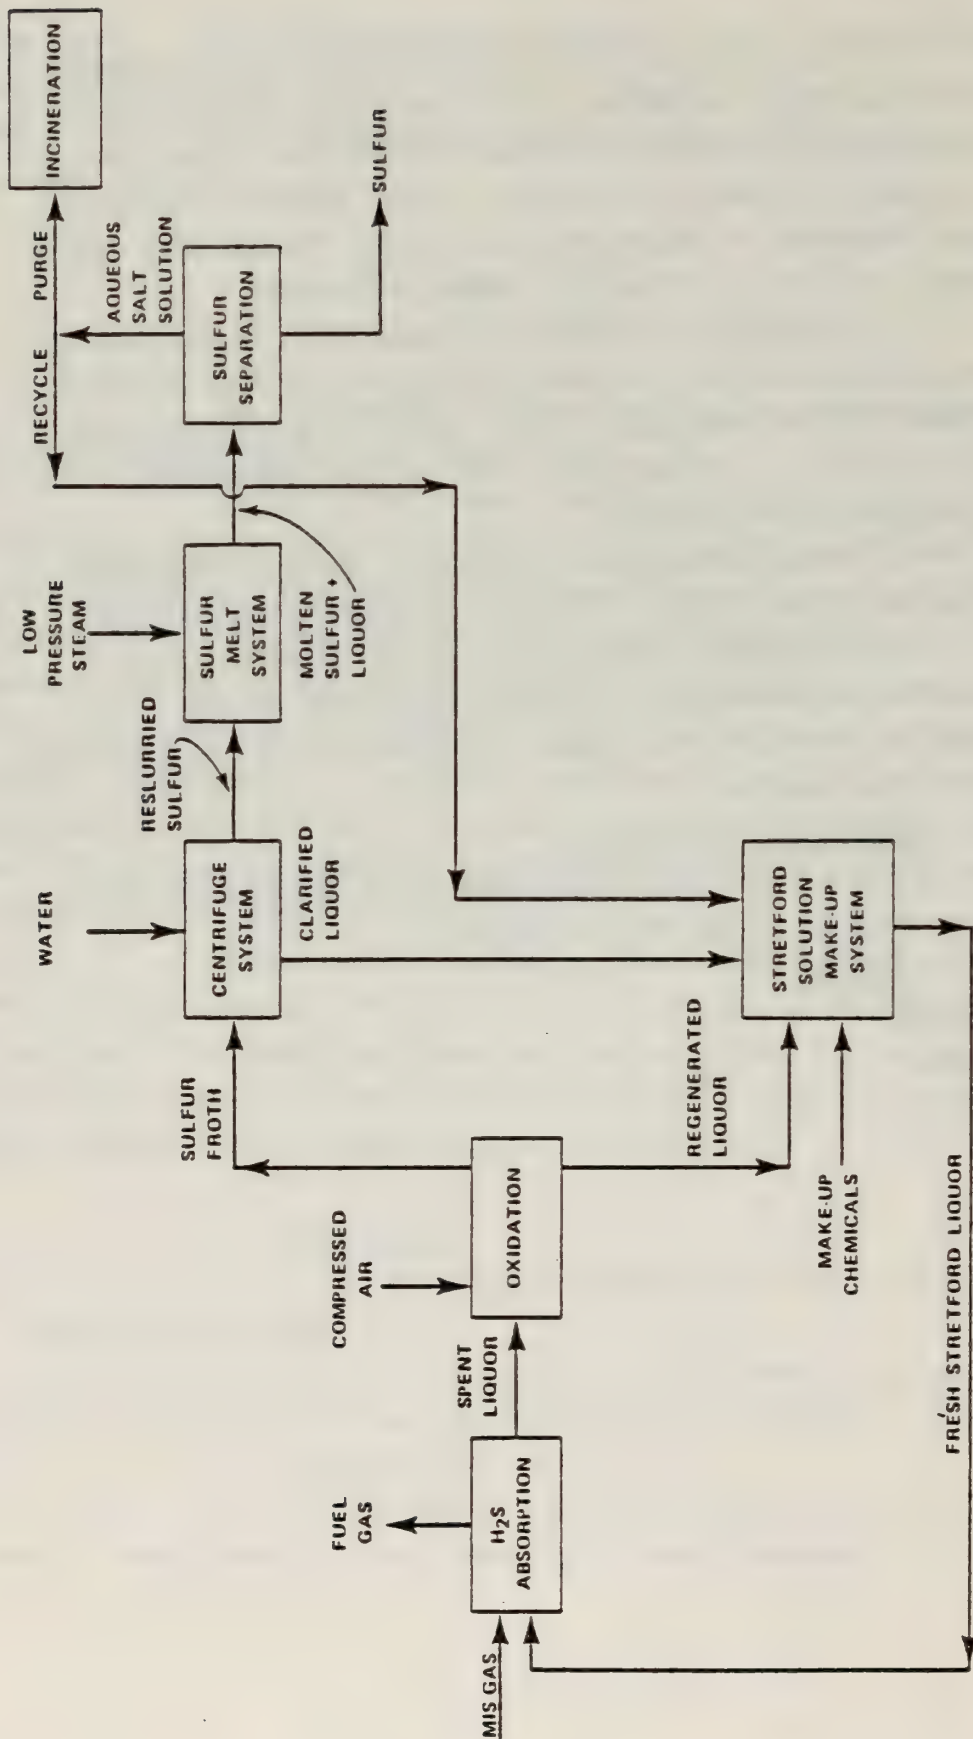 MIS GAS
FUEL
GAS
H₂S
ABSORPTION
SPENT
LIQUOR
COMPRESSED
AIR
OXIDATION
SULFUR
FROTH
REGENERATED
LIQUOR
MAKE-UP
CHEMICALS
WATER
CENTRIFUGE
SYSTEM
CLARIFIED
LIQUOR
STRETFORD
SOLUTION
MAKE-UP
SYSTEM
FRESH STRETFORD LIQUOR
RESLURRIED
SULFUR
LOW
PRESSURE
STEAM
SULFUR
MELT
SYSTEM
MOLTEN
SULFUR +
LIQUOR
RECYCLE
PURGE
AQUEOUS
SALT
SOLUTION
SULFUR
SEPARATION
SULFUR
INCINERATION